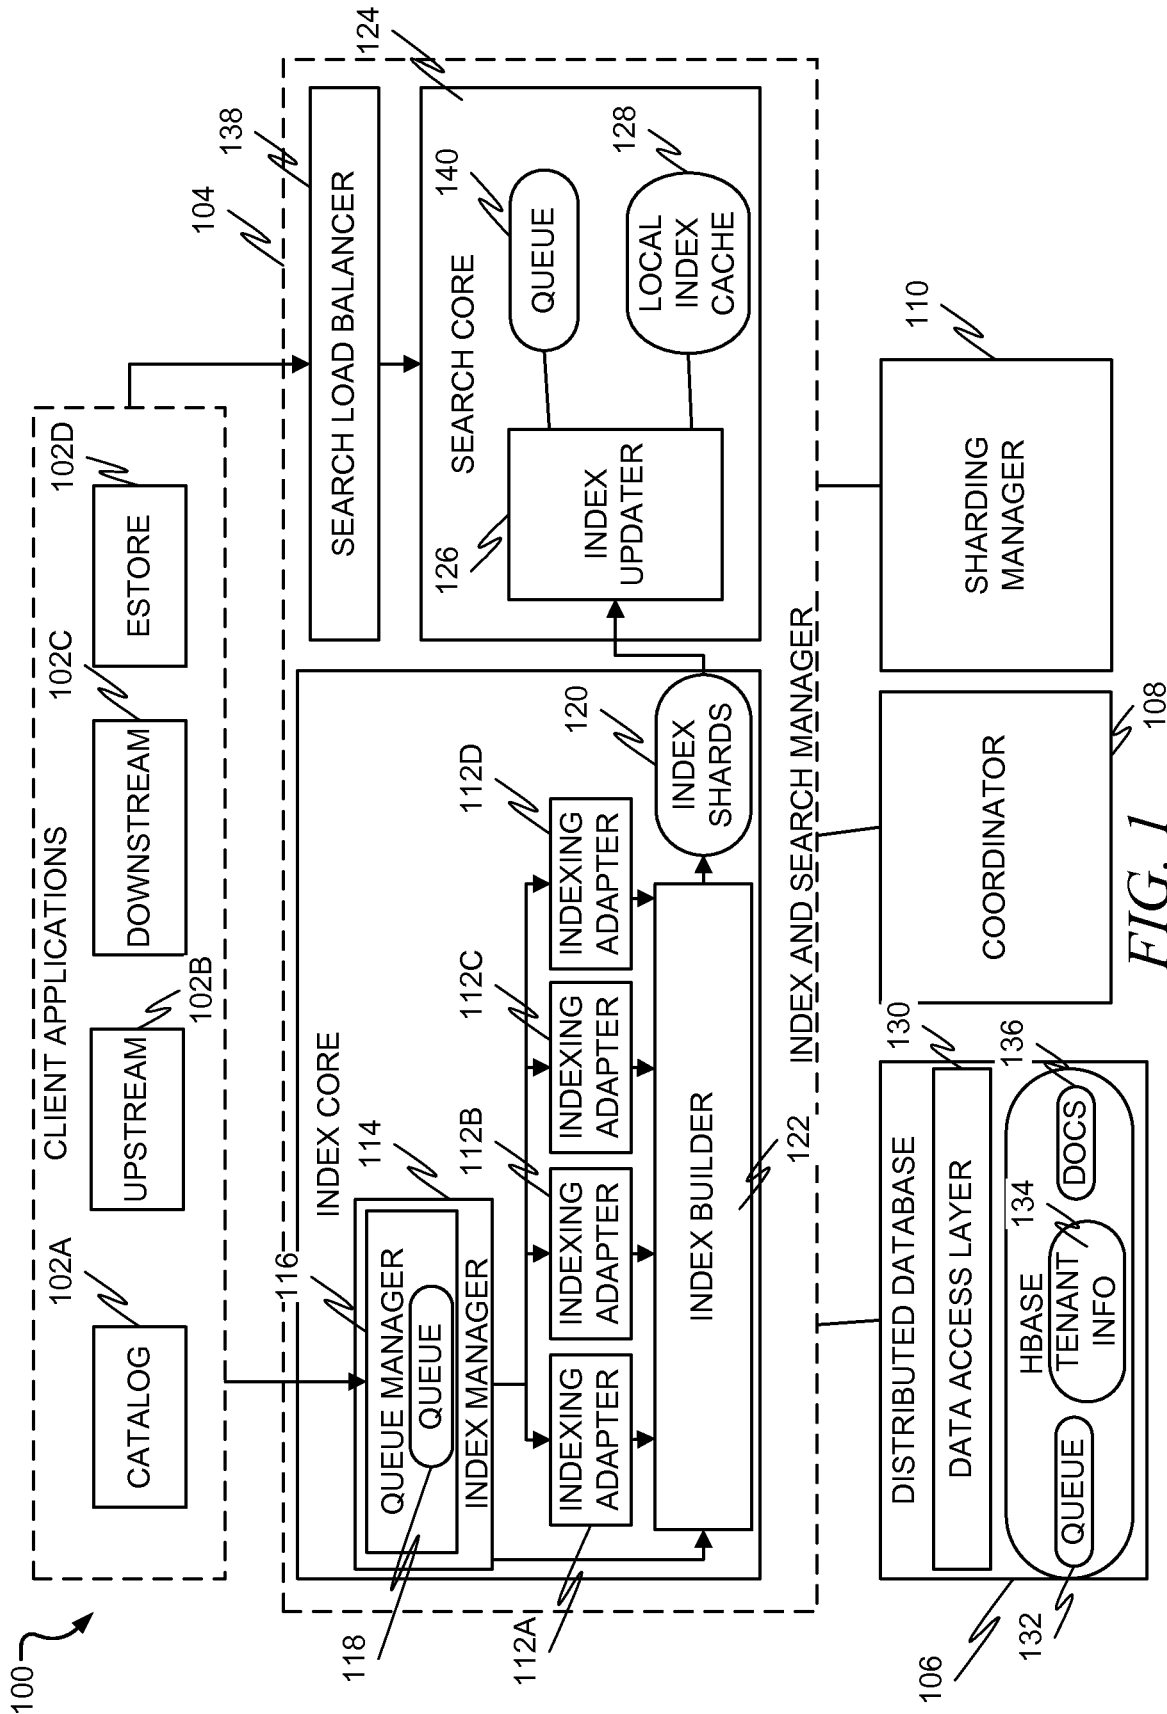 100
CLIENT APPLICATIONS
102A
CATALOG
102B
UPSTREAM
102C
DOWNSTREAM
102D
ESTORE
104
138
SEARCH LOAD BALANCER
INDEX CORE
116
114
QUEUE MANAGER
QUEUE
INDEX MANAGER
118
112A
INDEXING
ADAPTER
112B
INDEXING
ADAPTER
112C
INDEXING
ADAPTER
112D
INDEXING
ADAPTER
INDEX BUILDER
122
120
INDEX
SHARDS
124
SEARCH CORE
126
INDEX
UPDATER
140
QUEUE
128
LOCAL
INDEX
CACHE
INDEX AND SEARCH MANAGER
106
DISTRIBUTED DATABASE
130
DATA ACCESS LAYER
HBASE
132
QUEUE
134
TENANT
INFO
136
DOCS
COORDINATOR
108
SHARDING
MANAGER
110
FIG. 1